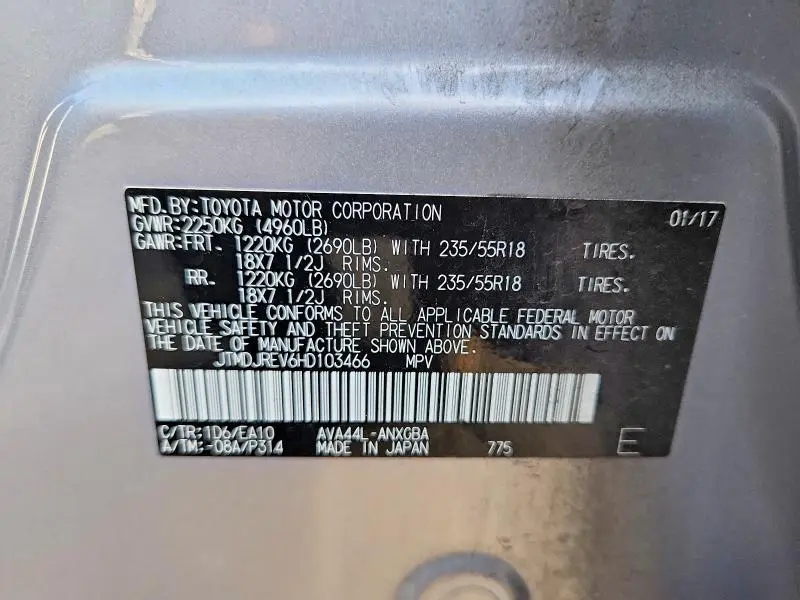 MFD. BY:TOYOTA MOTOR CORPORATION 01/17
GVWR:2250KG (4960LB)
GAWR:FRT. 1220KG (2690LB) WITH 235/55R18 TIRES.
18X7 1/2J RIMS.
RR. 1220KG (2690LB) WITH 235/55R18 TIRES.
18X7 1/2J RIMS.
THIS VEHICLE CONFORMS TO ALL APPLICABLE FEDERAL MOTOR
VEHICLE SAFETY AND THEFT PREVENTION STANDARDS IN EFFECT ON
THE DATE OF MANUFACTURE SHOWN ABOVE.
JTMDJREV6HD103466 MPV
C/TR:1D6/EA10 AVA44L-ANXGBA
A/TM:-08A/P314 MADE IN JAPAN 775 E